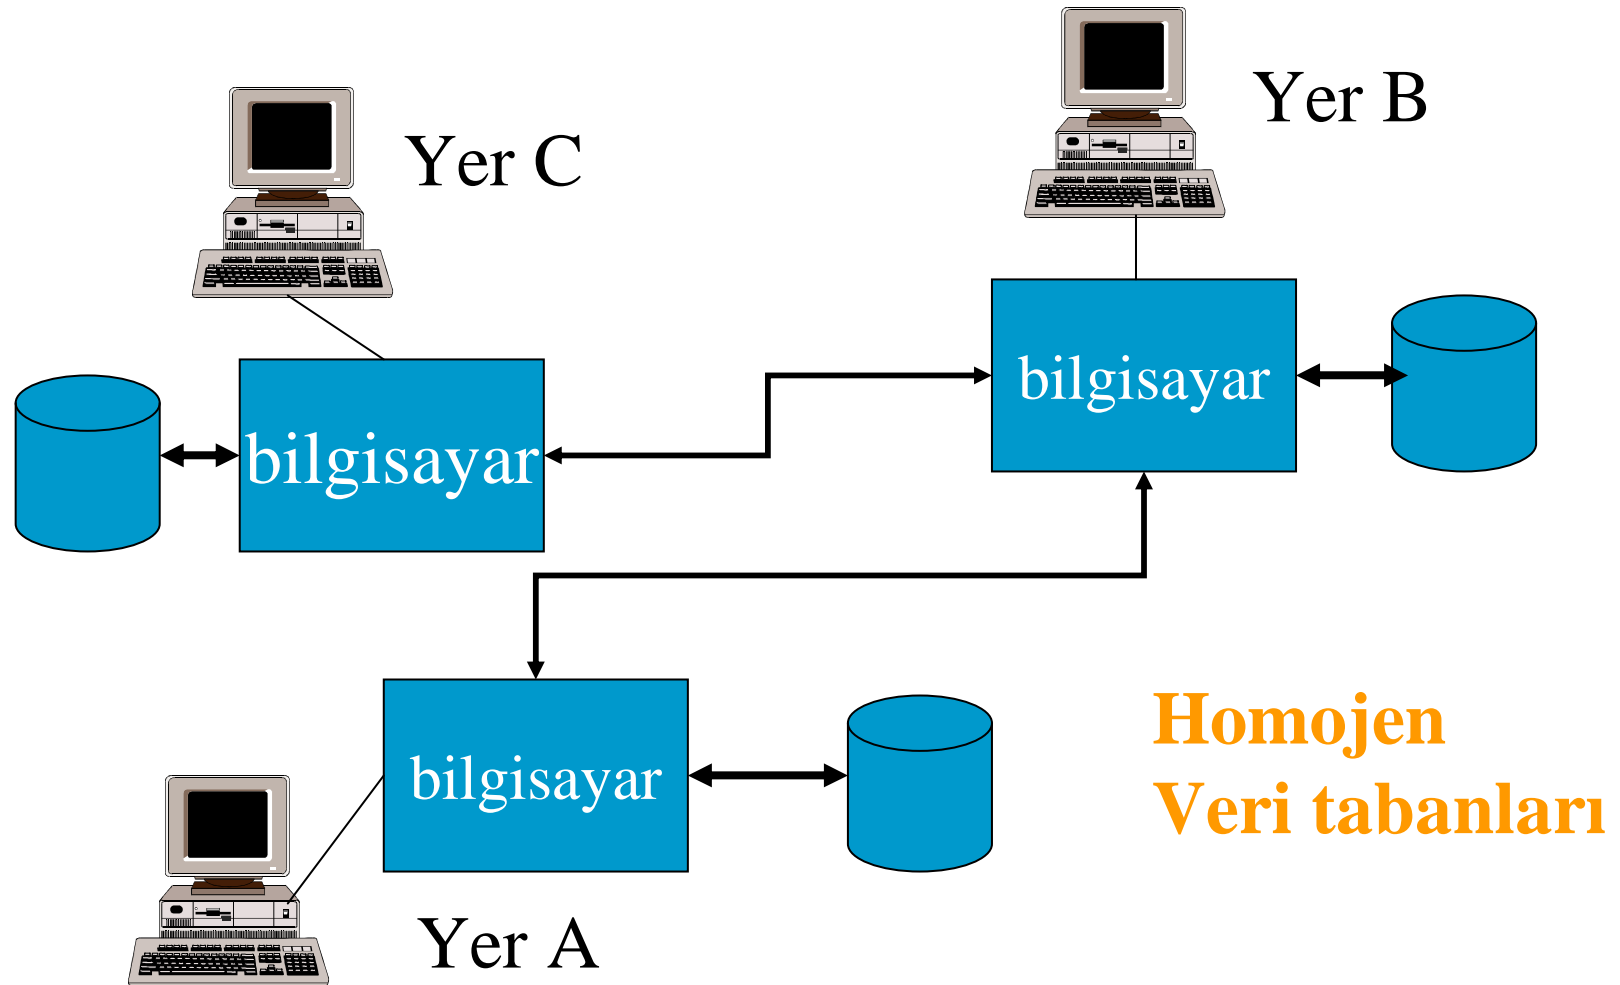 Yer B
Yer C
bilgisayar
bilgisayar
bilgisayar
Homojen
Veri tabanları
Yer A